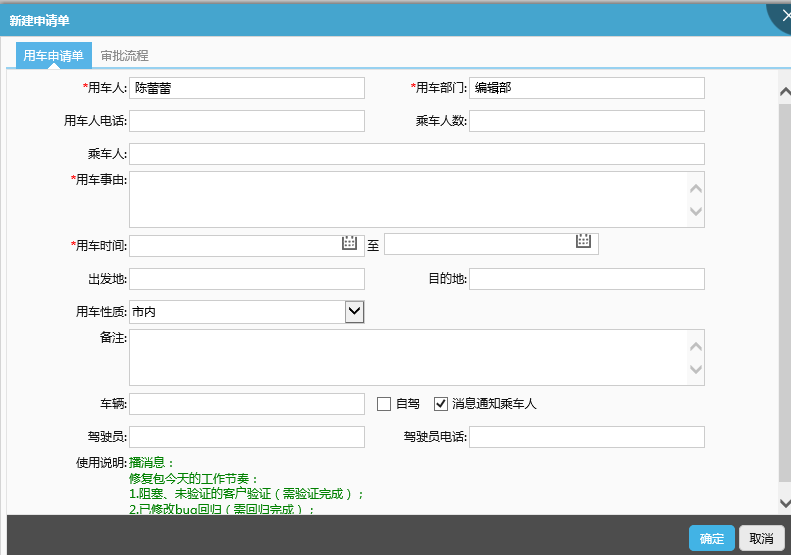 新建申请单
用车申请单 审批流程
*用车人: 陈蕾蕾 *用车部门: 编辑部
用车人电话: 乘车人数:
乘车人:
*用车事由:
*用车时间: 至
出发地: 目的地:
用车性质: 市内
备注:
车辆: 自驾 消息通知乘车人
驾驶员: 驾驶员电话:
使用说明: 播消息：
修复包今天的工作节奏：
1.阻塞、未验证的客户验证（需验证完成）；
2.已修改bug回归（需回归完成）；
确定 取消